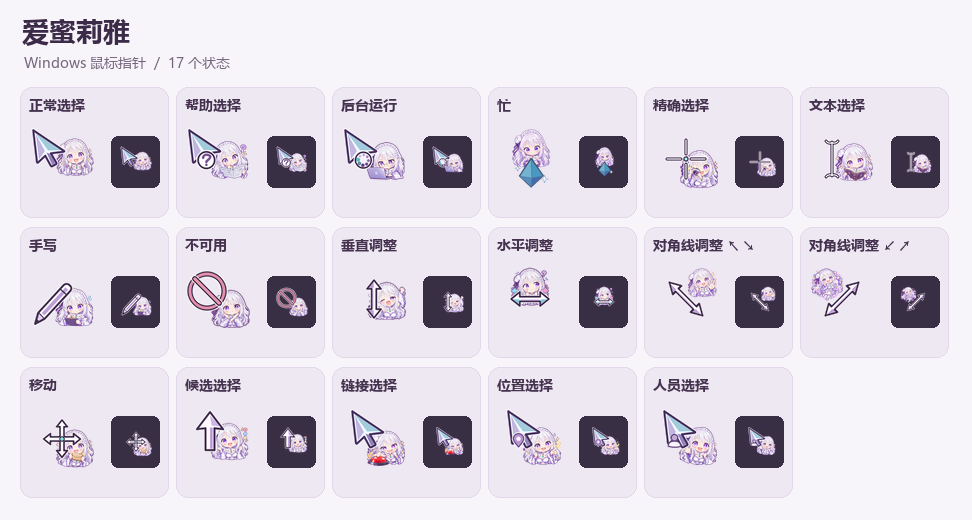 爱蜜莉雅
Windows 鼠标指针 / 17 个状态
正常选择
帮助选择
后台运行
忙
精确选择
文本选择
手写
不可用
垂直调整
水平调整
对角线调整 ↖ ↘
对角线调整 ↙ ↗
移动
候选选择
链接选择
位置选择
人员选择